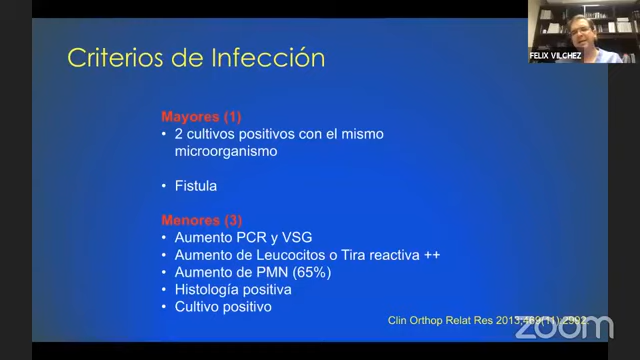 Criterios de Infección
FELIX VILCHEZ
Mayores (1)
• 2 cultivos positivos con el mismo
microorganismo
• Fistula
Menores (3)
• Aumento PCR y VSG
• Aumento de Leucocitos o Tira reactiva ++
• Aumento de PMN (65%)
• Histología positiva
• Cultivo positivo
Clin Orthop Relat Res 2013;469(11):2992.
zoom